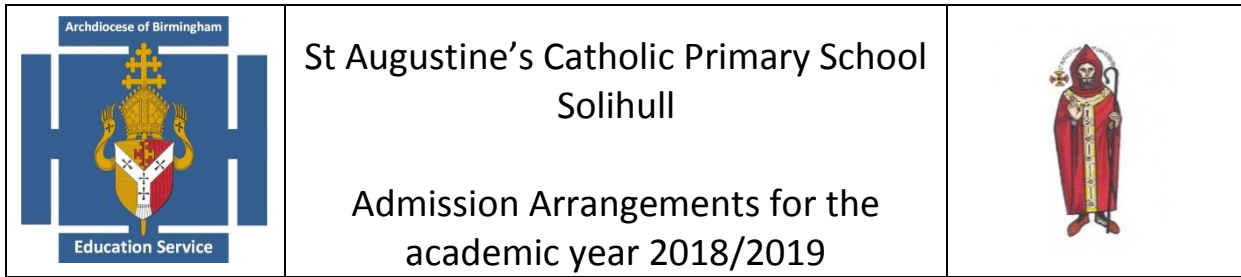 Archdiocese of Birmingham
Education Service
St Augustine’s Catholic Primary School
Solihull
Admission Arrangements for the
academic year 2018/2019